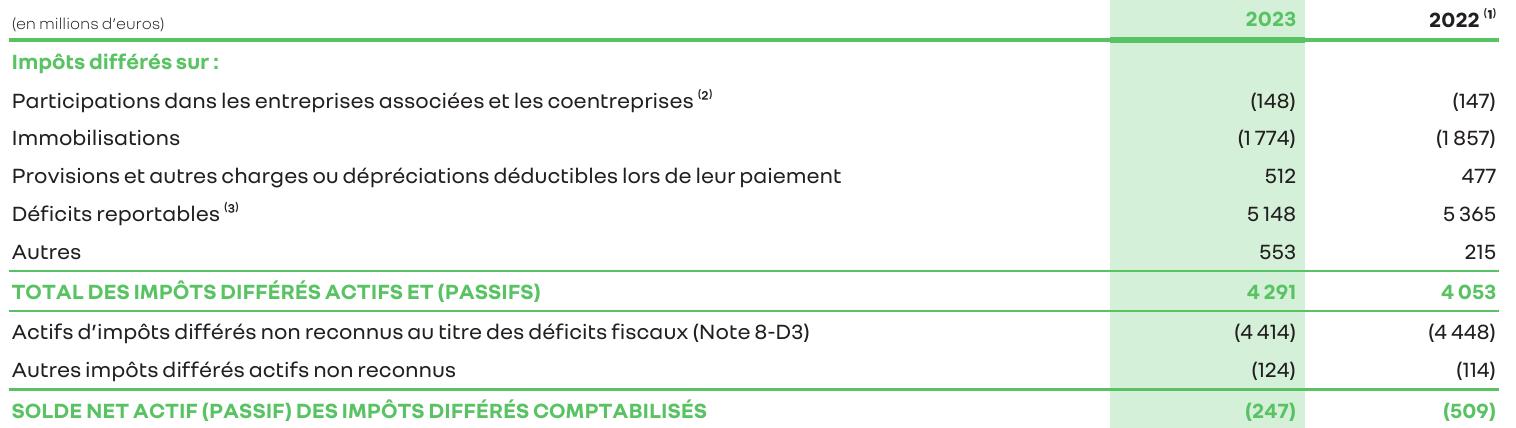 (en millions d’euros) 2023 2022 (1)
Impôts différés sur :
Participations dans les entreprises associées et les coentreprises (2) (148) (147)
Immobilisations (1 774) (1 857)
Provisions et autres charges ou dépréciations déductibles lors de leur paiement 512 477
Déficits reportables (3) 5 148 5 365
Autres 553 215
TOTAL DES IMPÔTS DIFFÉRÉS ACTIFS ET (PASSIFS) 4 291 4 053
Actifs d’impôts différés non reconnus au titre des déficits fiscaux (Note 8-D3) (4 414) (4 448)
Autres impôts différés actifs non reconnus (124) (114)
SOLDE NET ACTIF (PASSIF) DES IMPÔTS DIFFÉRÉS COMPTABILISÉS (247) (509)